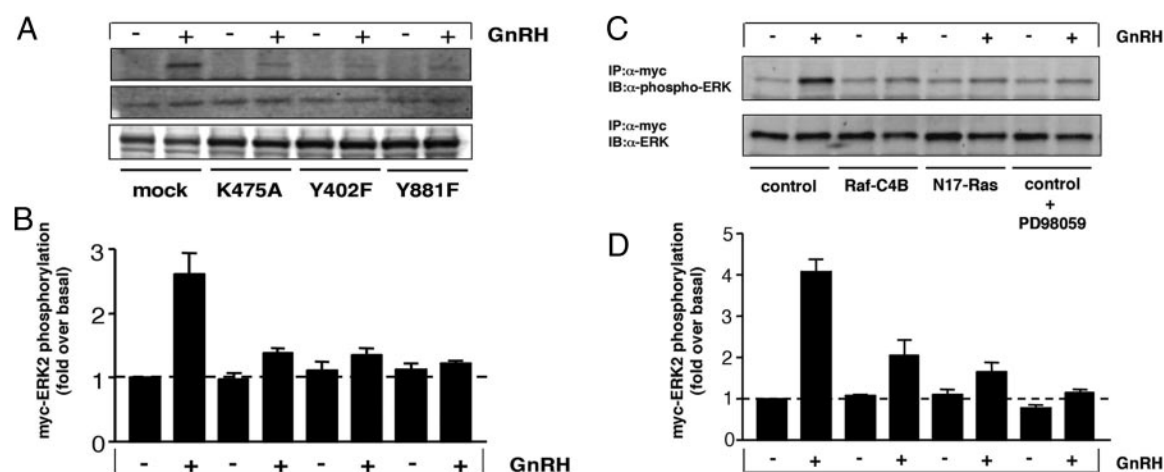 A
- + - + - + - + GnRH
mock K475A Y402F Y881F
B
myc-ERK2 phosphorylation
(fold over basal)
3
2
1
0
- + - + - + - + GnRH
C
- + - + - + - + GnRH
IP:α-myc
IB:α-phospho-ERK
IP:α-myc
IB:α-ERK
control Raf-C4B N17-Ras control
+
PD98059
D
myc-ERK2 phosphorylation
(fold over basal)
5
4
3
2
1
0
- + - + - + - + GnRH